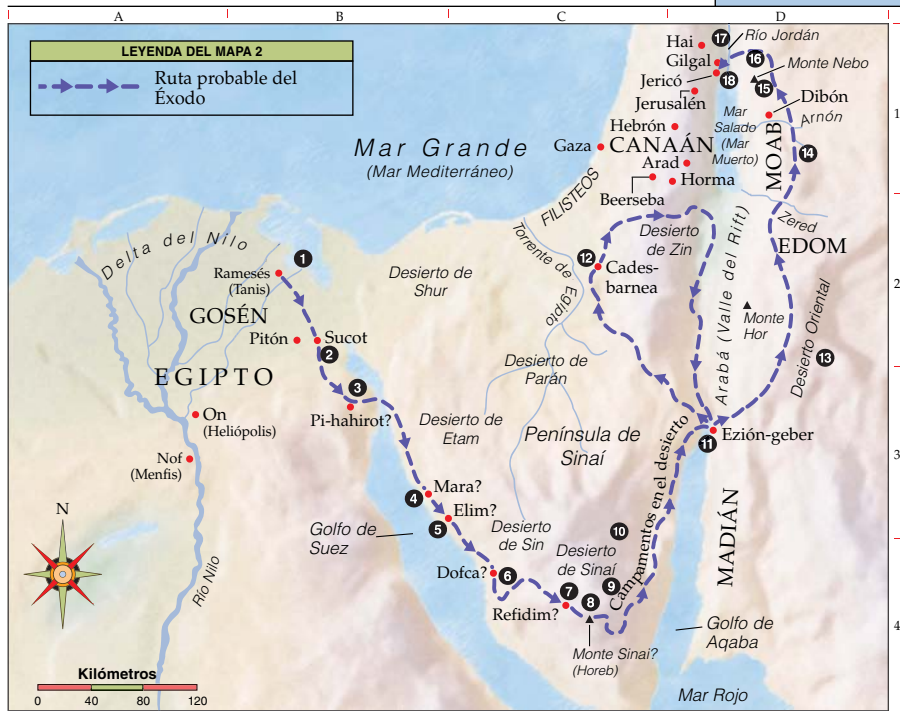 A
B
C
D
LEYENDA DEL MAPA 2
Ruta probable del
Éxodo
Hai
17
Río Jordán
Gilgal
16
Monte Nebo
Jericó
18
15
Jerusalén
Dibón
1
Mar
Salado
(Mar
Muerto)
Arnón
Hebrón
CANAÁN
Gaza
Mar Grande
(Mar Mediterráneo)
Arad
MOAB
14
Horma
Beerseba
FILISTEOS
Zered
EDOM
Desierto
de Zin
Delta del Nilo
1
Ramesés
(Tanis)
Desierto de
Shur
Torrente de Egipto
12
Cades-
barnea
2
GOSÉN
Monte
Hor
Arabá (Valle del Rift)
Desierto Oriental
13
Pitón
Sucot
2
EGIPTO
3
Pi-hahirot?
Desierto de
Parán
On
(Heliópolis)
Desierto de
Etam
Península de
Sinaí
Ezión-geber
11
3
Nof
(Menfis)
Mara?
4
Elim?
5
Golfo de
Suez
Desierto
de Sin
10
Campamentos en el desierto
MADIÁN
N
Desierto
de Sinaí
Dofca?
6
7
8
9
Refidim?
Río Nilo
Monte Sinai?
(Horeb)
Golfo de
Aqaba
4
Kilómetros
0
40
80
120
Mar Rojo